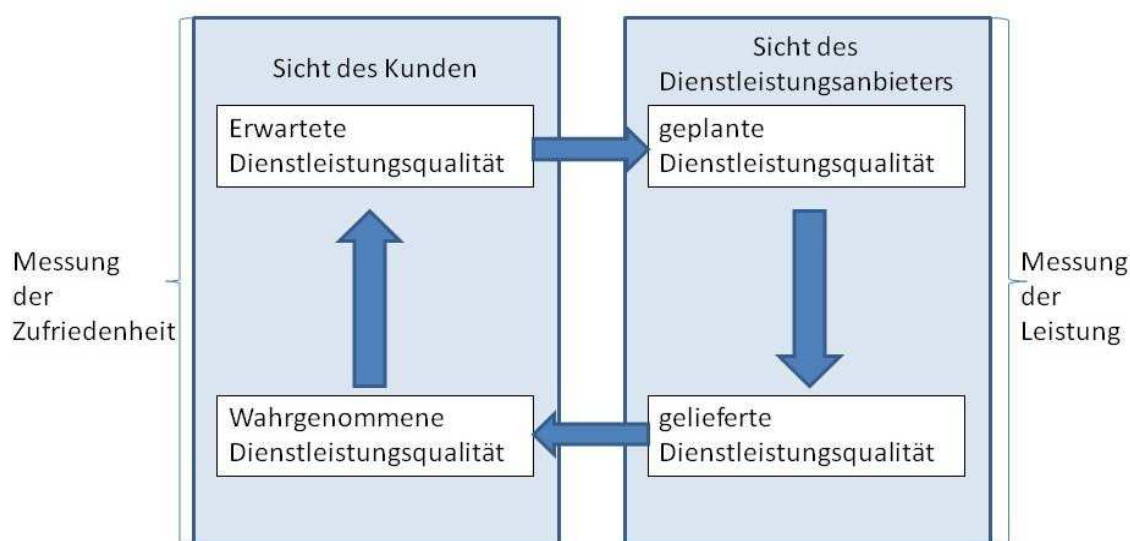 Sicht des Kunden
Sicht des
Dienstleistungsanbieters
Erwartete
Dienstleistungsqualität
geplante
Dienstleistungsqualität
Messung
der
Zufriedenheit
Messung
der
Leistung
Wahrgenommene
Dienstleistungsqualität
gelieferte
Dienstleistungsqualität